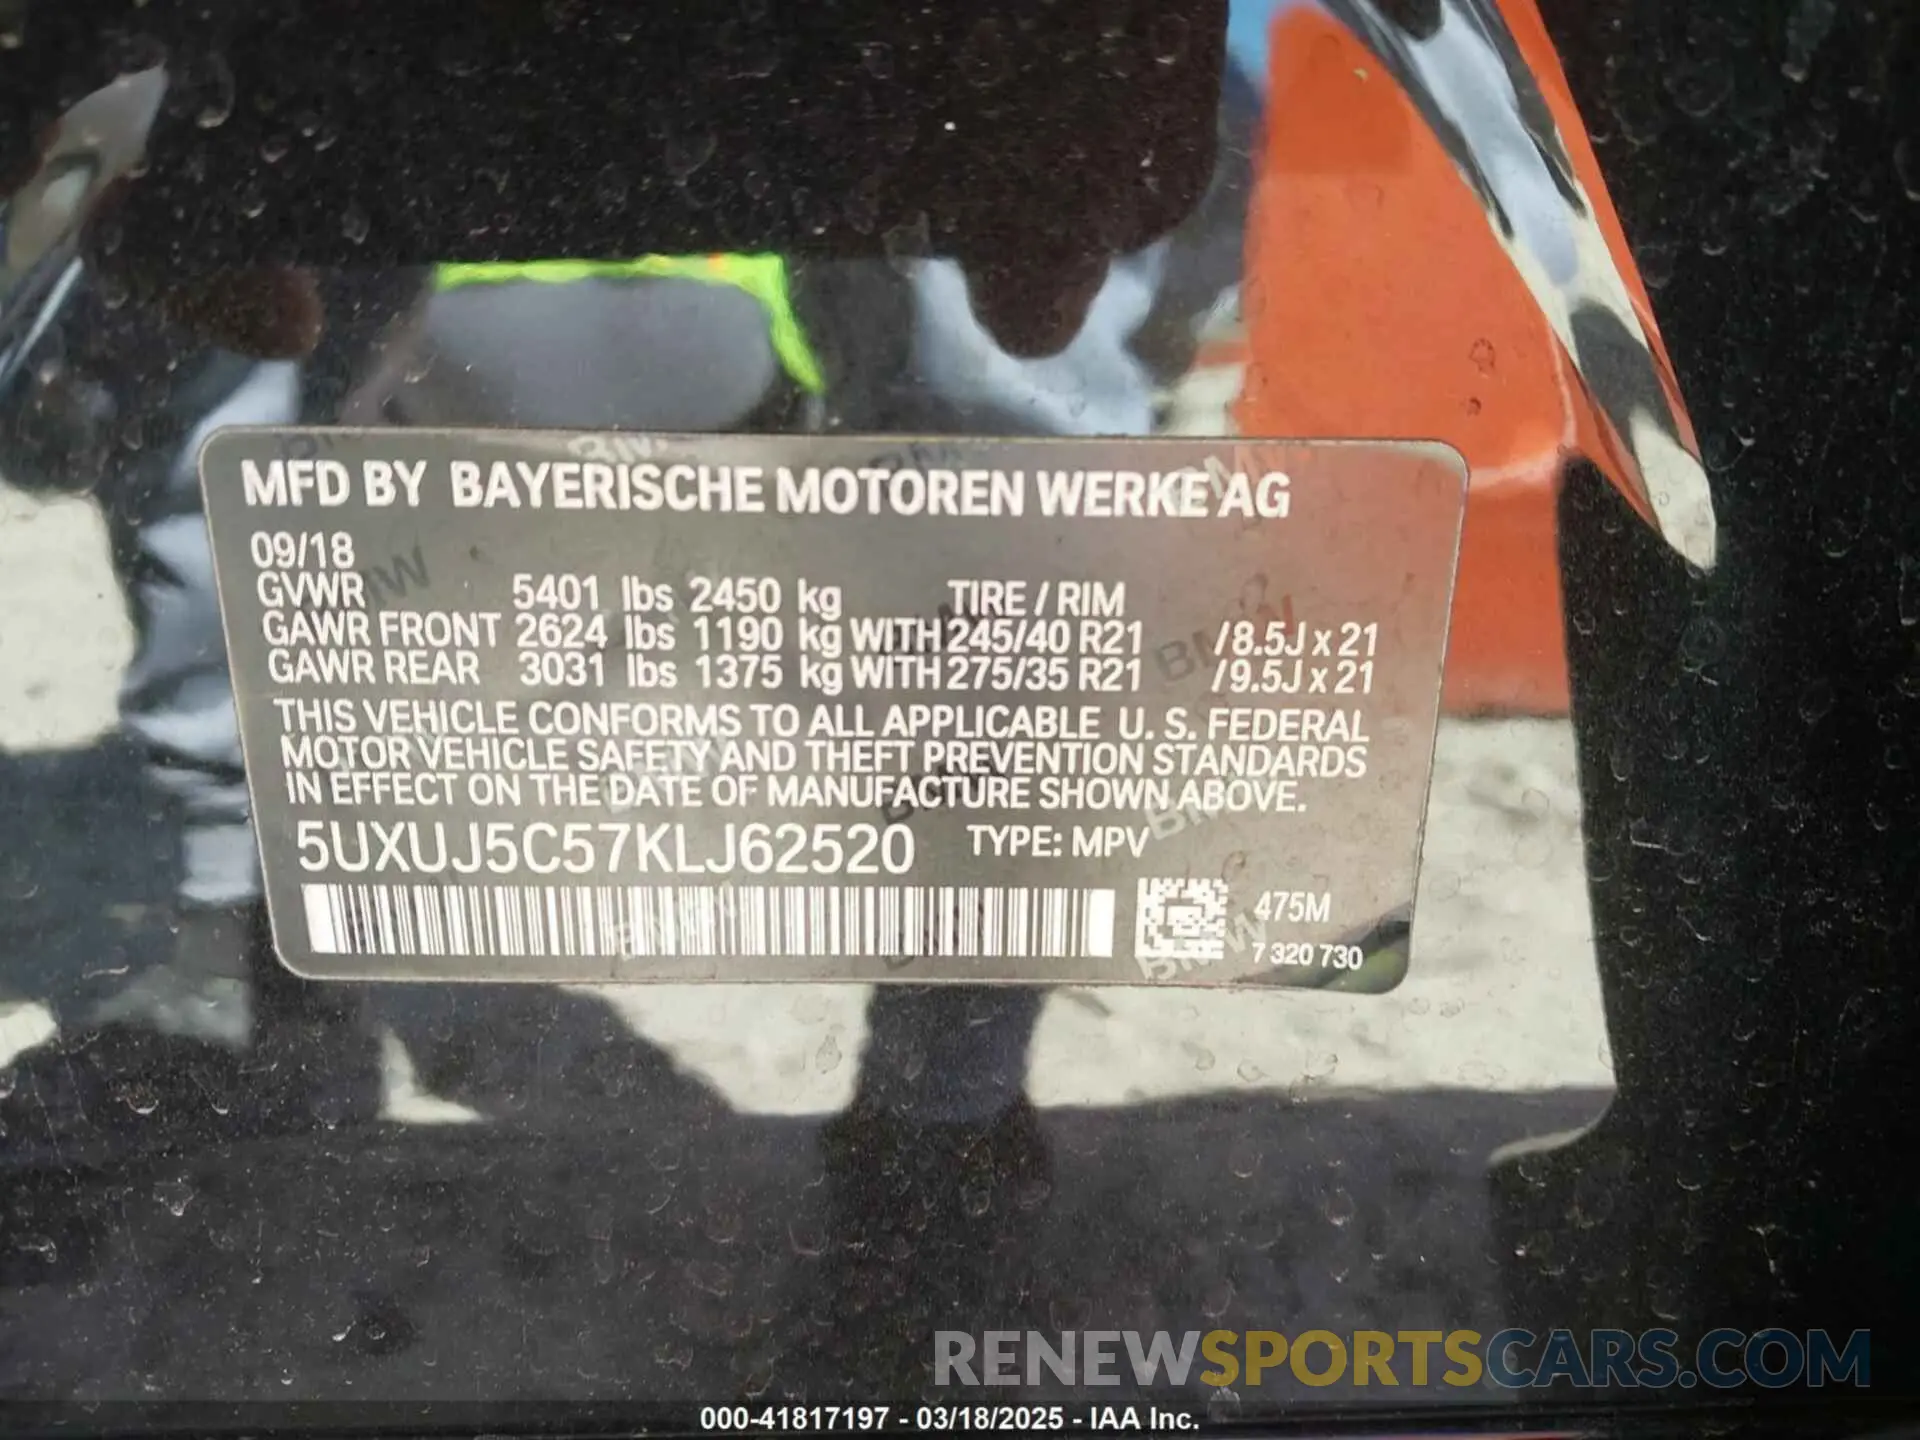 MFD BY BAYERISCHE MOTOREN WERKE AG
09/18
GVWR 5401 lbs 2450 kg TIRE / RIM
GAWR FRONT 2624 lbs 1190 kg WITH 245/40 R21 /8.5J x 21
GAWR REAR 3031 lbs 1375 kg WITH 275/35 R21 /9.5J x 21
THIS VEHICLE CONFORMS TO ALL APPLICABLE U. S. FEDERAL
MOTOR VEHICLE SAFETY AND THEFT PREVENTION STANDARDS
IN EFFECT ON THE DATE OF MANUFACTURE SHOWN ABOVE.
5UXUJ5C57KLJ62520 TYPE: MPV
475M
7 320 730
RENEWSPORTSCARS.COM
000-41817197 - 03/18/2025 - IAA Inc.